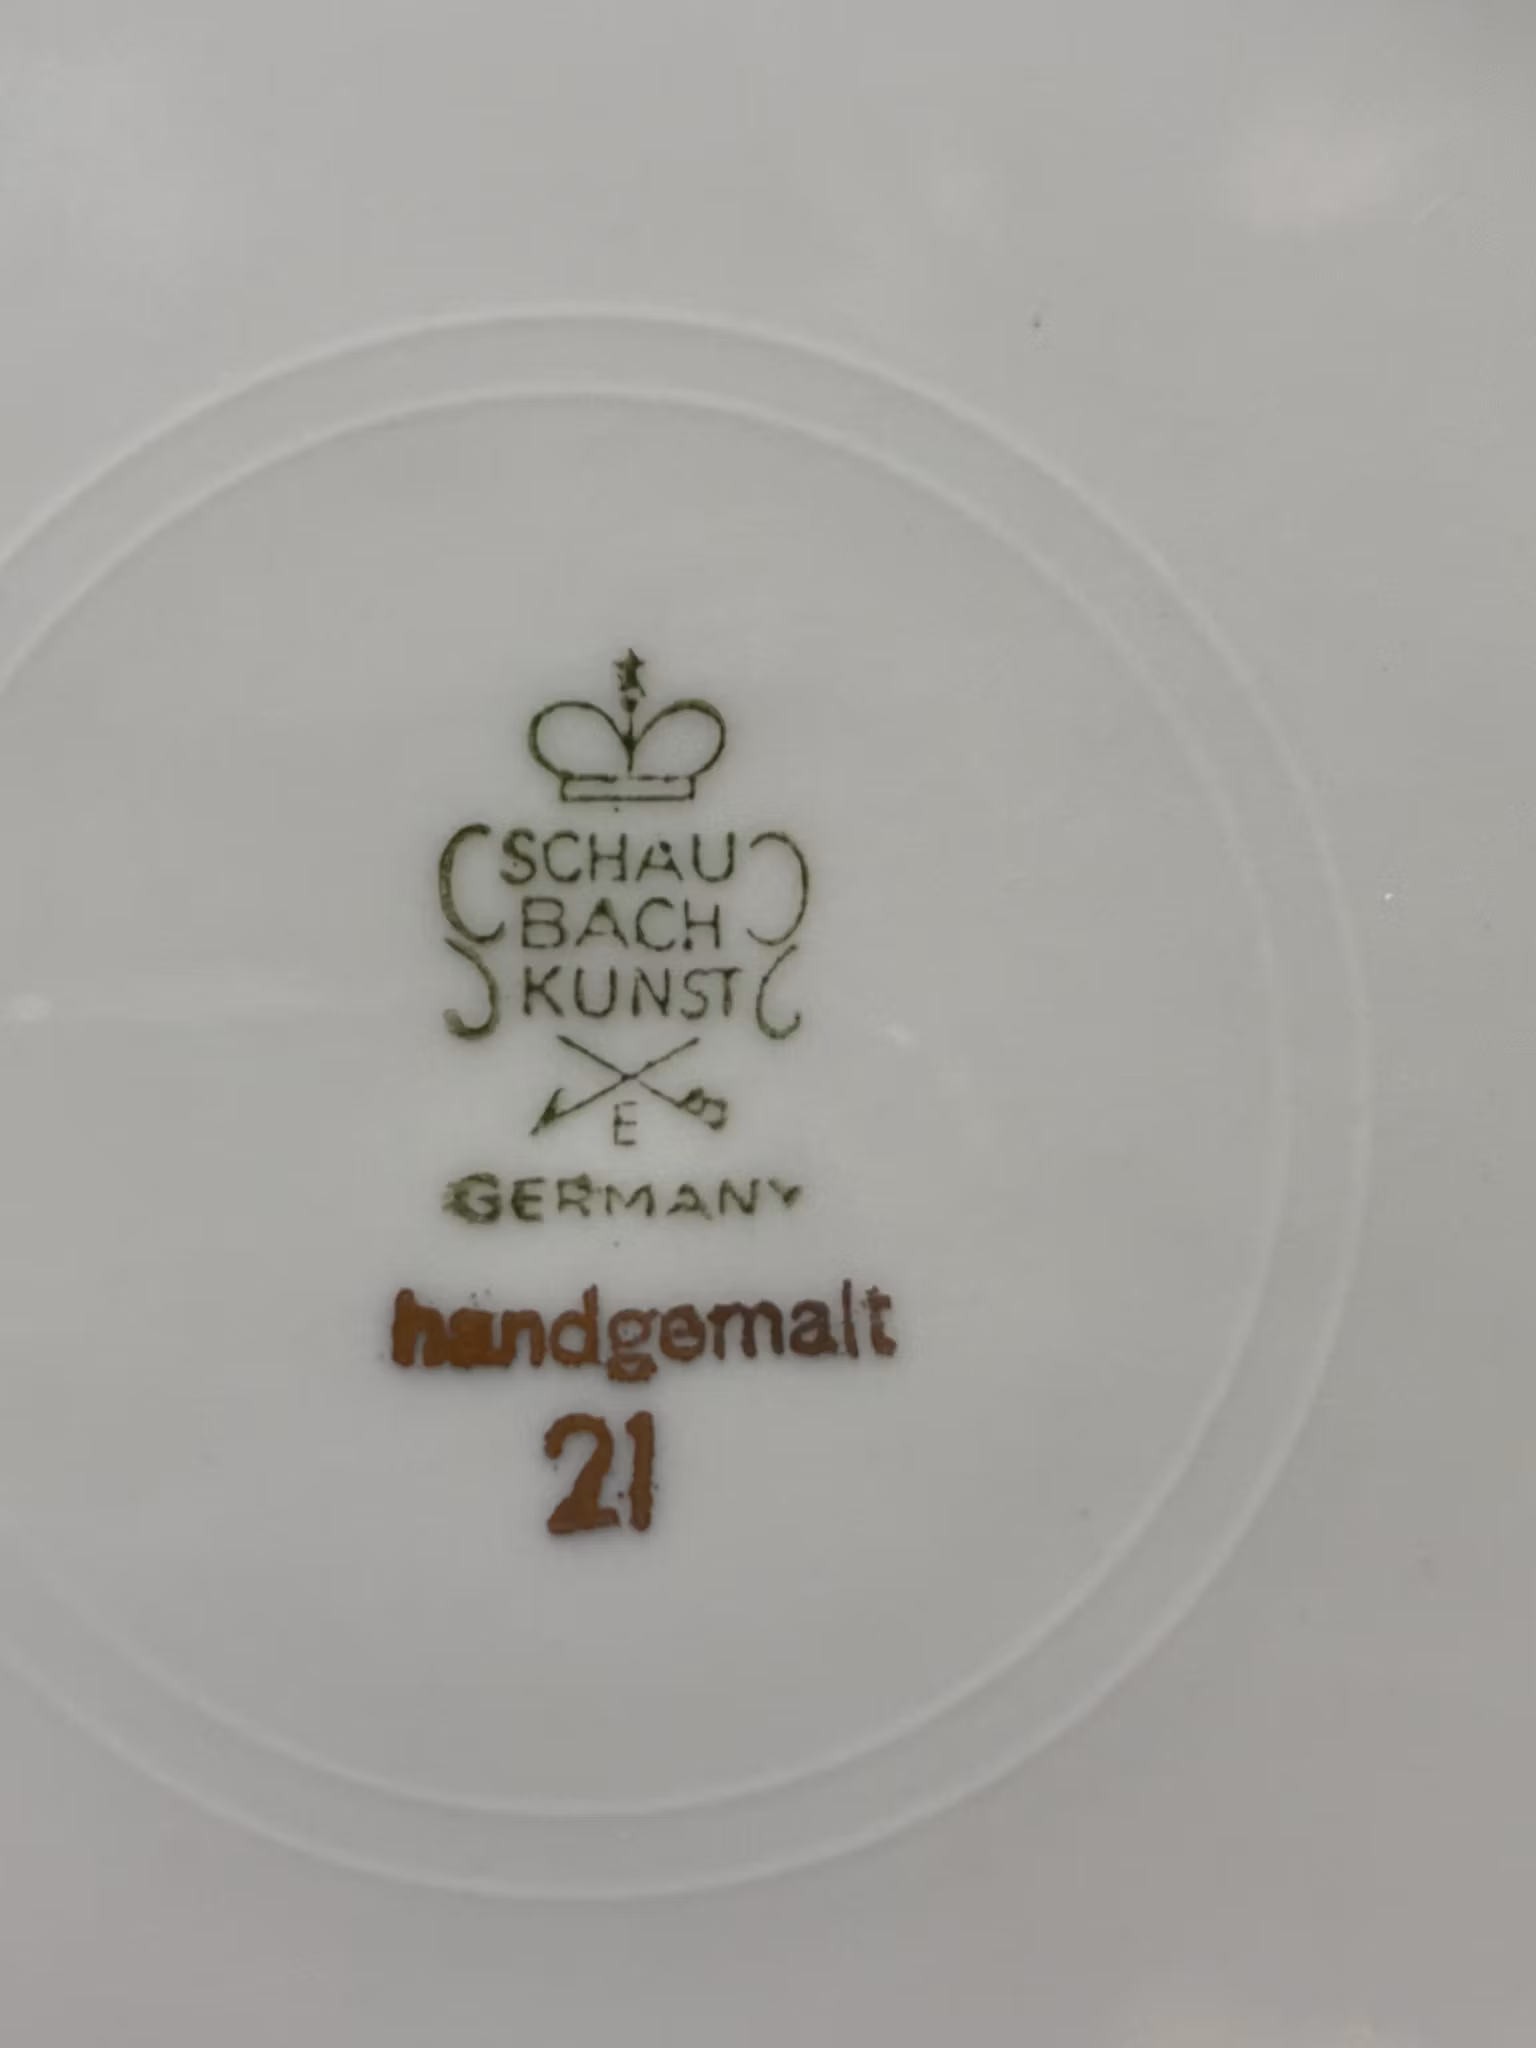 SCHAU
BACH
KUNST
E
GERMANY
handgemalt
21